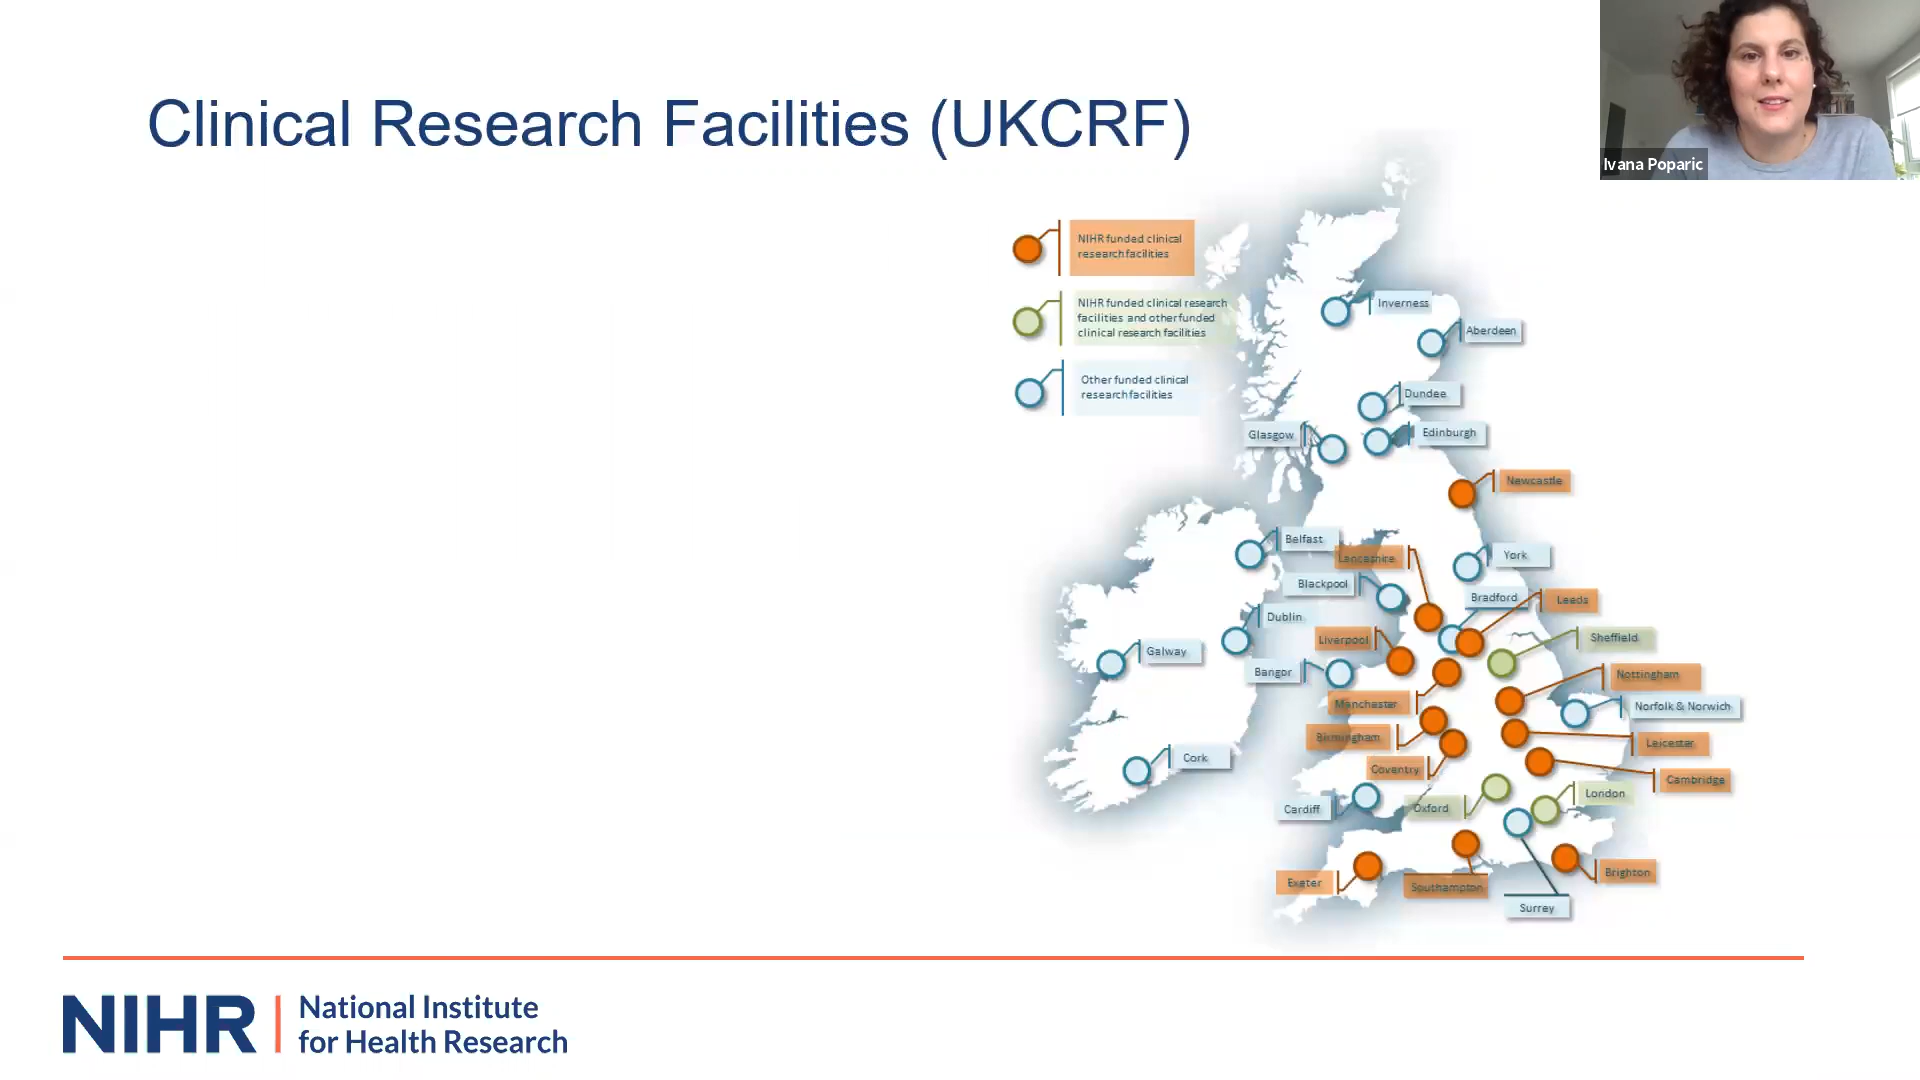 Clinical Research Facilities (UKCRF)
Ivana Poparic
NIHR funded clinical
research facilities
NIHR funded clinical research
facilities and other funded
clinical research facilities
Other funded clinical
research facilities
Inverness
Aberdeen
Dundee
Glasgow
Edinburgh
Newcastle
Belfast
Lancashire
York
Blackpool
Bradford
Leeds
Dublin
Liverpool
Sheffield
Galway
Bangor
Nottingham
Manchester
Norfolk & Norwich
Birmingham
Leicester
Cork
Coventry
Cambridge
Cardiff
Oxford
London
Exeter
Southampton
Brighton
Surrey
NIHR
National Institute
for Health Research